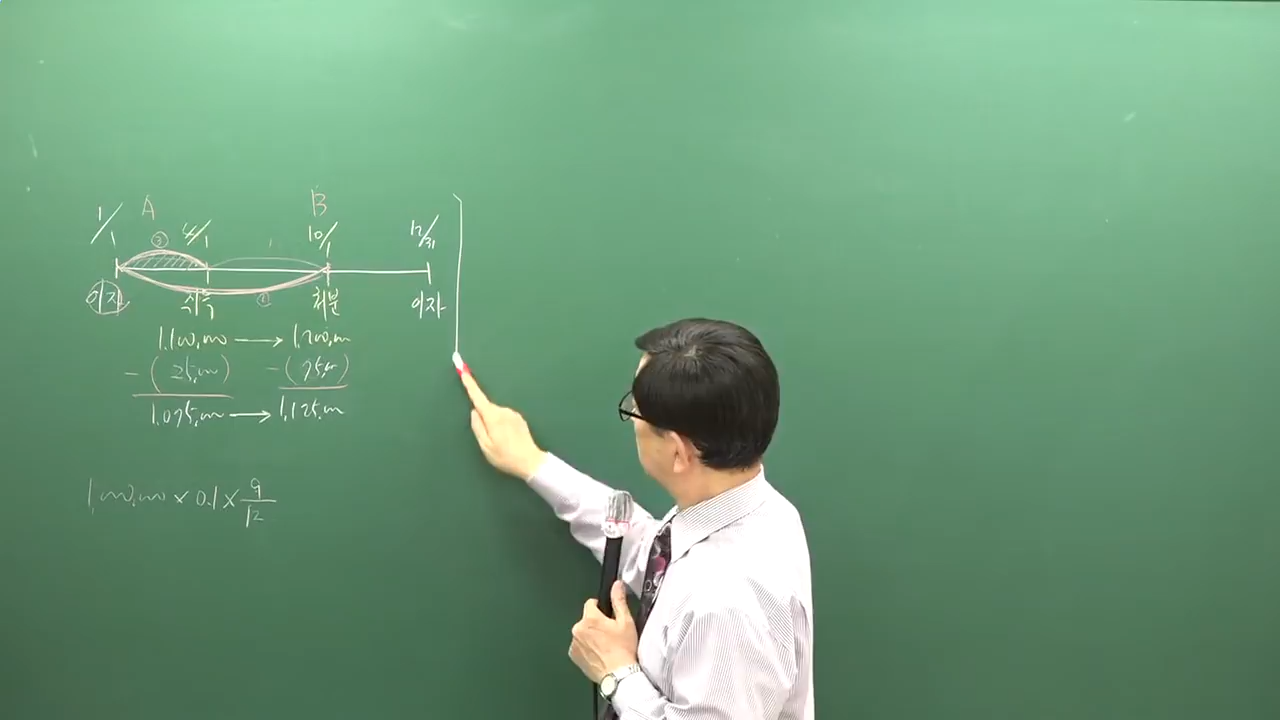 A B
1/1 4/1 10/1 12/31
② 
이자 취득 ① 처분 이자
1,100,000 → 1,200,000
-(25,000) -(75,000)
1,075,000 → 1,125,000
1,000,000 × 0.1 × 9/12